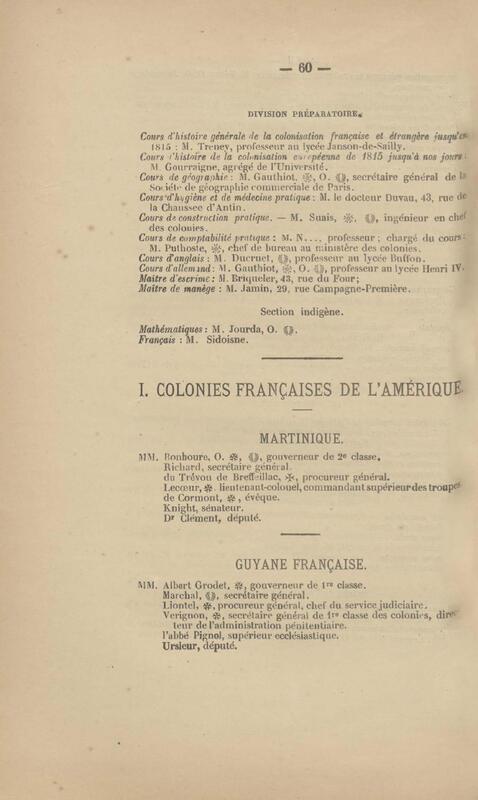 — 60 —
DIVISION PRÉPARATOIRE.
Cours d'histoire générale de la colonisation française et étrangère jusqu'en
1815 : M. Treney, professeur au lycée Janson-de-Sailly.
Cours d'histoire de la colonisation européenne de 1815 jusqu'à nos jours :
M. Gourraigne, agrégé de l'Université.
Cours de géographie : M. Gauthiot, O. secrétaire général de la
Société de géographie commerciale de Paris.
Cours d'hygiène et de médecine pratique : M. le docteur Duvau, 43, rue de
la Chaussee d'Antin.
Cours de construction pratique. — M. Suais, ingénieur en chef
des colonies.
Cours de comptabilité pratique : M. N..., professeur ; chargé du cours :
M. Puthoste, chef de bureau au ministère des colonies.
Cours d'anglais : M. Ducruet, professeur au lycée Buffon.
Cours d'allemand : M. Gauthiot, O. professeur au lycée Henri IV.
Maître d'escrime : M. Briqueler, 43, rue du Four ;
Maître de manège : M. Jamin, 29, rue Campagne-Première.
Section indigène.
Mathématiques : M. Jourda, O.
Français : M. Sidoisne.
I. COLONIES FRANÇAISES DE L'AMÉRIQUE.
MARTINIQUE.
MM. Bonhoure, O. gouverneur de 2e classe.
Richard, secrétaire général.
du Trévou de Breffeillac, procureur général.
Lecœur, lieutenant-colonel, commandant supérieur des troupes
de Cormont, évêque.
Knight, sénateur.
Dr Clément, député.
GUYANE FRANÇAISE.
MM. Albert Grodet, gouverneur de 1re classe.
Marchal, secrétaire général.
Liontel, procureur général, chef du service judiciaire.
Verignon, secrétaire général de 1re classe des colonies, direc
teur de l'administration pénitentiaire.
l'abbé Pignol, supérieur ecclésiastique.
Ursleur, député.